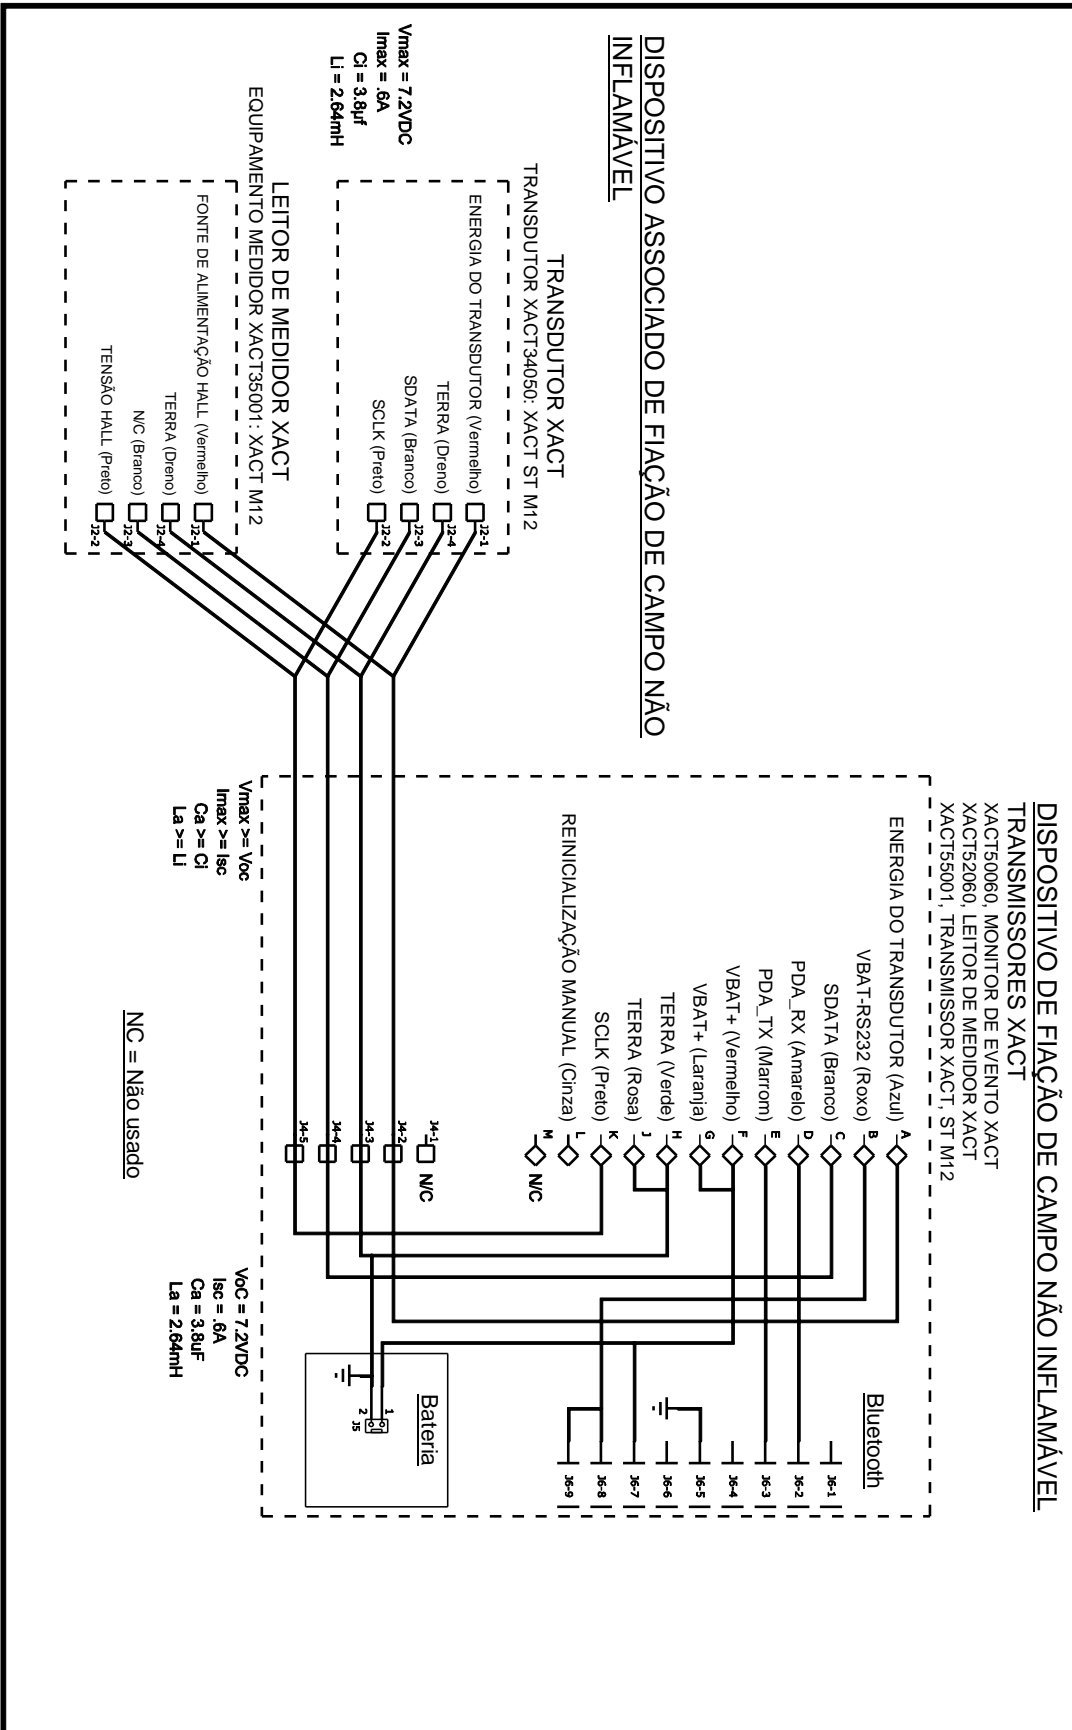 DISPOSITIVO DE FIAÇÃO DE CAMPO NÃO INFLAMÁVEL
TRANSMISSORES XACT
XACT50060, MONITOR DE EVENTO XACT
XACT52060, LEITOR DE MEDIDOR XACT
XACT55001, TRANSMISSOR XACT, ST M12
ENERGIA DO TRANSDUTOR (Azul)
VBAT-RS232 (Roxo)
SDATA (Branco)
PDA_RX (Amarelo)
PDA_TX (Marrom)
VBAT+ (Vermelho)
VBAT+ (Laranja)
TERRA (Verde)
TERRA (Rosa)
SCLK (Preto)
REINICIALIZAÇÃO MANUAL (Cinza)
A
B
C
D
E
F
G
H
J
K
L
M
N/C
J4-1
N/C
J4-2
J4-3
J4-4
J4-5
Bluetooth
J6-1
J6-2
J6-3
J6-4
J6-5
J6-6
J6-7
J6-8
J6-9
Bateria
1
2
J5
VoC = 7.2VDC
Isc = .6A
Ca = 3.8uF
La = 2.64mH
Vmax >= Voc
Imax >= Isc
Ca >= Ci
La >= Li
NC = Não usado
DISPOSITIVO ASSOCIADO DE FIAÇÃO DE CAMPO NÃO
INFLAMÁVEL
TRANSDUTOR XACT
TRANSDUTOR XACT34050: XACT ST M12
ENERGIA DO TRANSDUTOR (Vermelho)
TERRA (Dreno)
SDATA (Branco)
SCLK (Preto)
J2-1
J2-4
J2-3
J2-2
Vmax = 7.2VDC
Imax = .6A
Ci = 3.8µf
Li = 2.64mH
LEITOR DE MEDIDOR XACT
EQUIPAMENTO MEDIDOR XACT35001: XACT M12
FONTE DE ALIMENTAÇÃO HALL (Vermelho)
TERRA (Dreno)
N/C (Branco)
TENSÃO HALL (Preto)
J2-1
J2-4
J2-3
J2-2